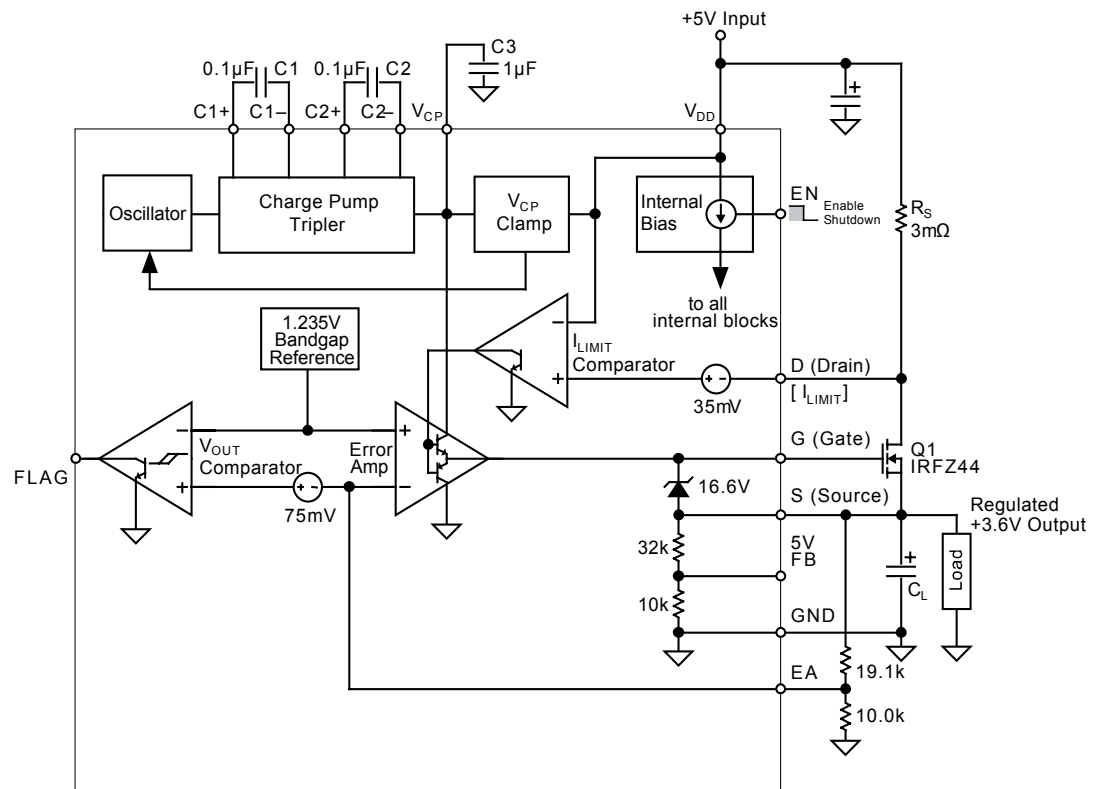 +5V Input
C3
1µF
0.1µF C1
0.1µF C2
C1+ C1– C2+ C2– VCP
VDD
Oscillator
Charge Pump
Tripler
VCP
Clamp
Internal
Bias
EN
Enable
Shutdown
RS
3mΩ
to all
internal blocks
1.235V
Bandgap
Reference
–
ILIMIT
Comparator
+
+ –
35mV
D (Drain)
[ ILIMIT]
+
–
VOUT
Comparator
+
+ –
75mV
Error
Amp
+
–
FLAG
G (Gate)
Q1
IRFZ44
16.6V
S (Source)
Regulated
+3.6V Output
32k
5V
FB
+
CL
Load
10k
GND
EA
19.1k
10.0k